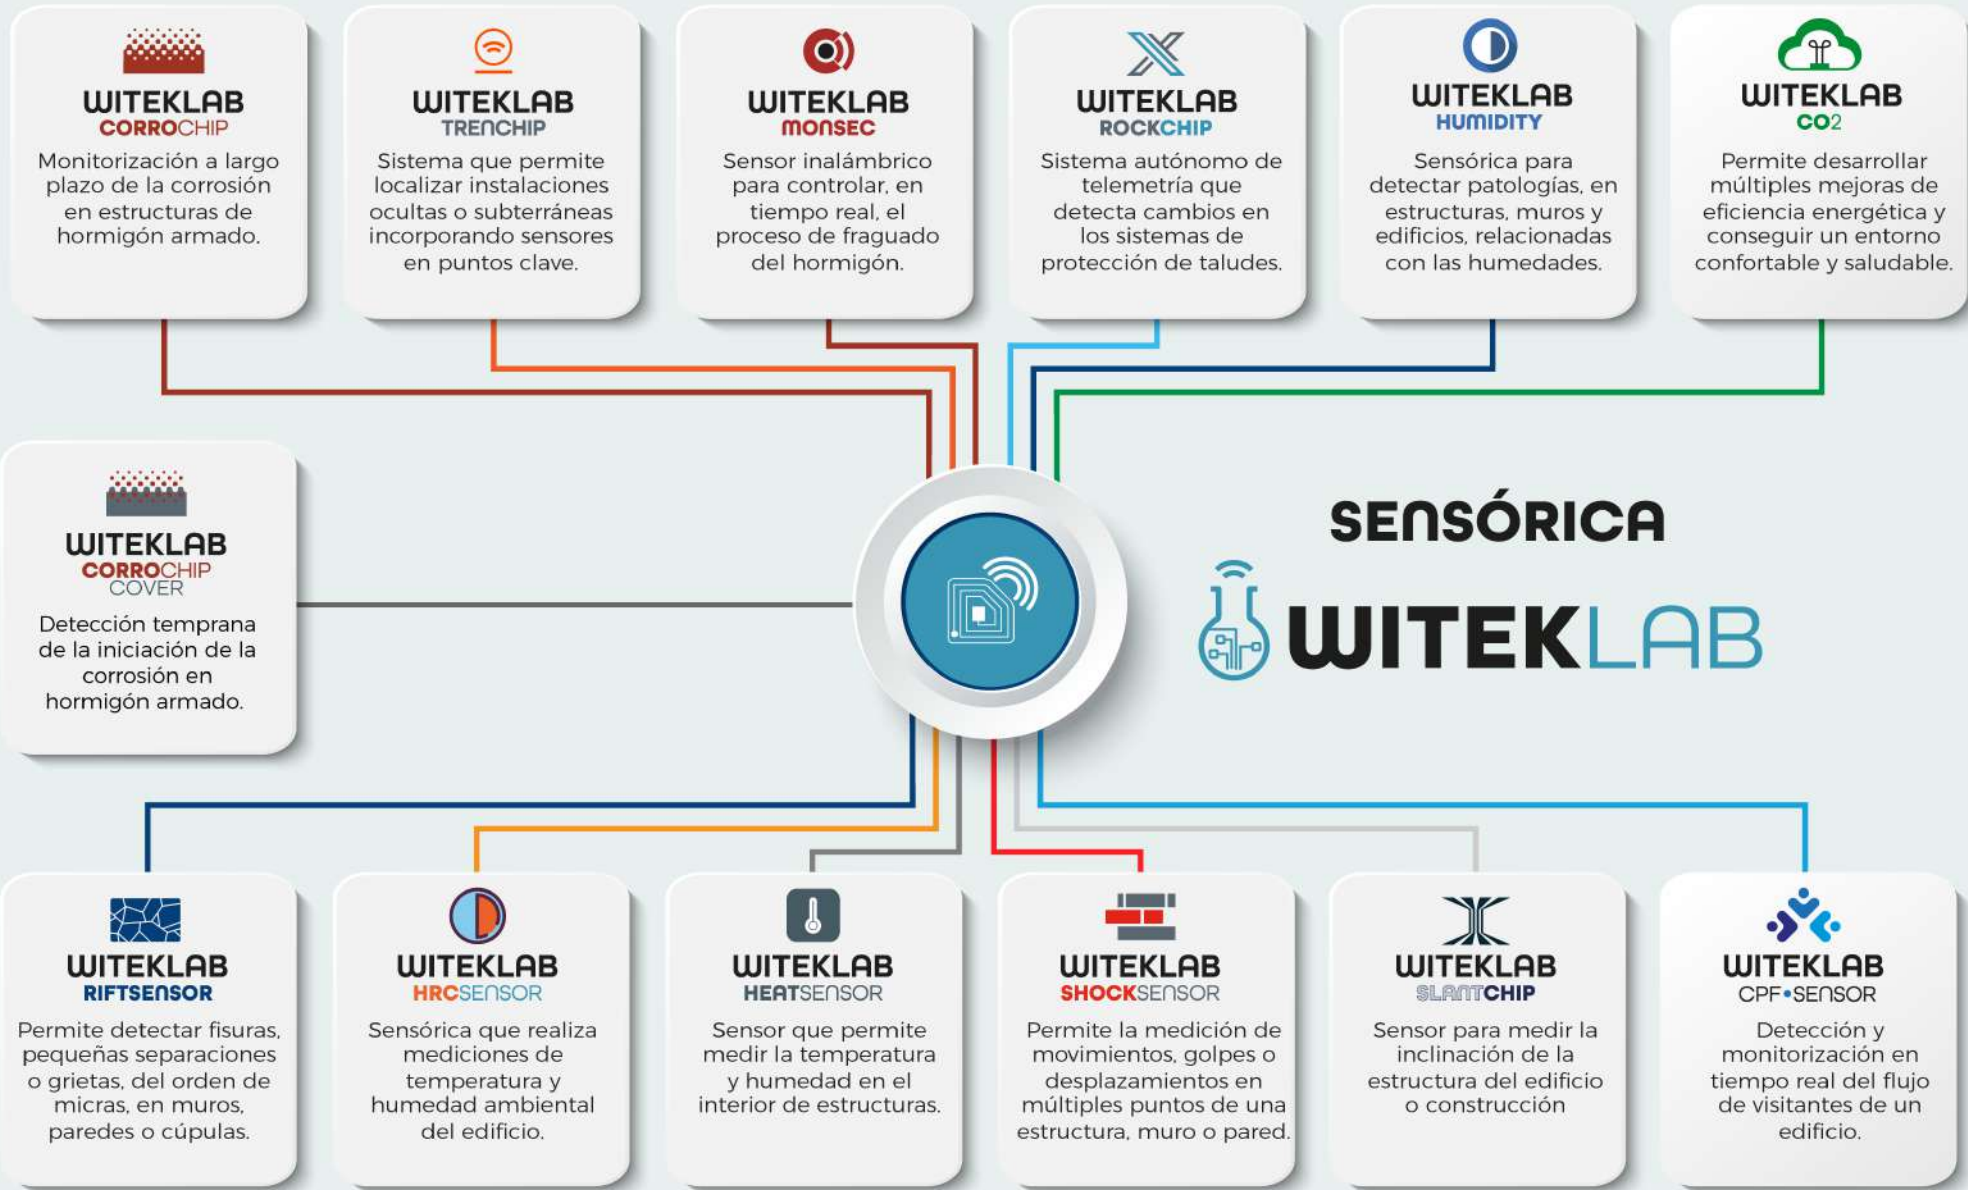 WITEKLAB
CORROCHIP
Monitorización a largo
plazo de la corrosión
en estructuras de
hormigón armado.
WITEKLAB
TRENCHIP
Sistema que permite
localizar instalaciones
ocultas o subterráneas
incorporando sensores
en puntos clave.
WITEKLAB
MONSEC
Sensor inalámbrico
para controlar, en
tiempo real, el
proceso de fraguado
del hormigón.
WITEKLAB
ROCKCHIP
Sistema autónomo de
telemetría que
detecta cambios en
los sistemas de
protección de taludes.
WITEKLAB
HUMIDITY
Sensórica para
detectar patologías, en
estructuras, muros y
edificios, relacionadas
con las humedades.
WITEKLAB
CO2
Permite desarrollar
múltiples mejoras de
eficiencia energética y
conseguir un entorno
confortable y saludable.
WITEKLAB
CORROCHIP
COVER
Detección temprana
de la iniciación de la
corrosión en
hormigón armado.
SENSÓRICA
WITEKLAB
WITEKLAB
RIFTSENSOR
Permite detectar fisuras,
pequeñas separaciones
o grietas, del orden de
micras, en muros,
paredes o cúpulas.
WITEKLAB
HRCSENSOR
Sensórica que realiza
mediciones de
temperatura y
humedad ambiental
del edificio.
WITEKLAB
HEATSENSOR
Sensor que permite
medir la temperatura
y humedad en el
interior de estructuras.
WITEKLAB
SHOCKSENSOR
Permite la medición de
movimientos, golpes o
desplazamientos en
múltiples puntos de una
estructura, muro o pared.
WITEKLAB
SLANTCHIP
Sensor para medir la
inclinación de la
estructura del edificio
o construcción
WITEKLAB
CPF•SENSOR
Detección y
monitorización en
tiempo real del flujo
de visitantes de un
edificio.